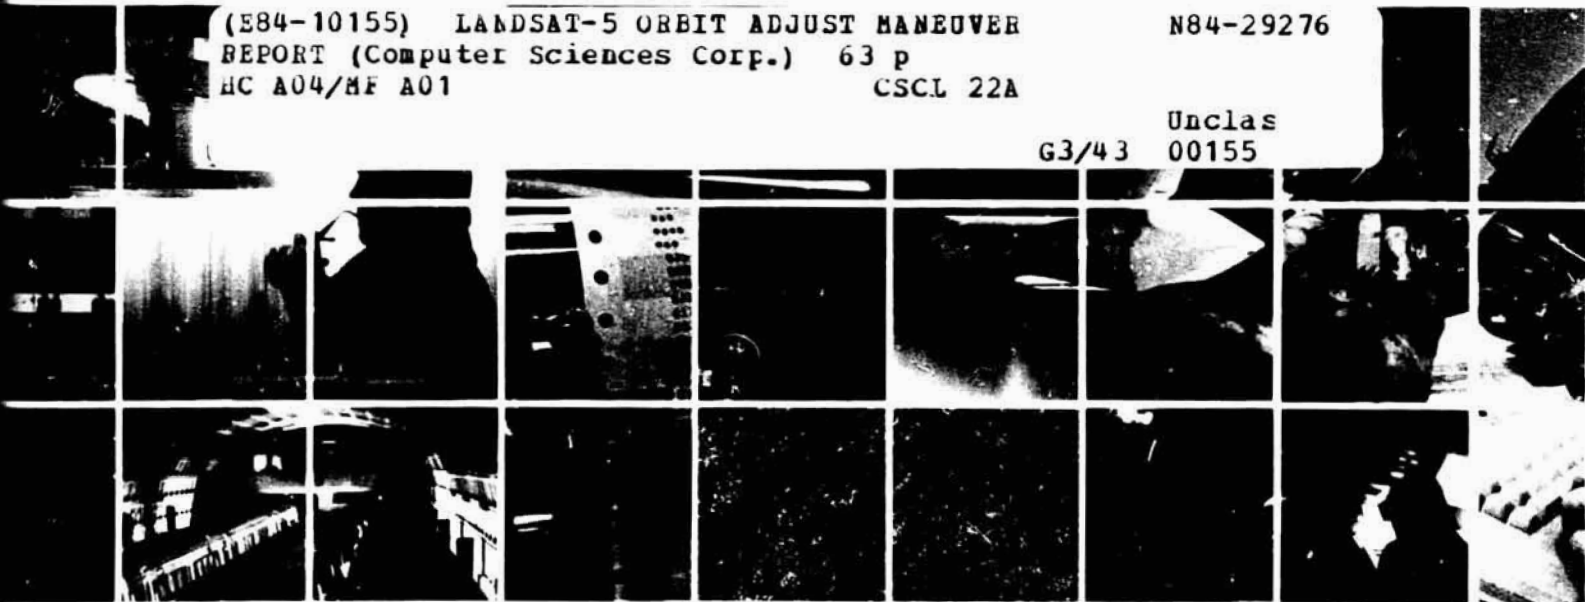 (E84-10155) LANDSAT-5 ORBIT ADJUST MANEUVER N84-29276
REPORT (Computer Sciences Corp.) 63 p
HC A04/MF A01 CSCL 22A
Unclas
G3/43 00155